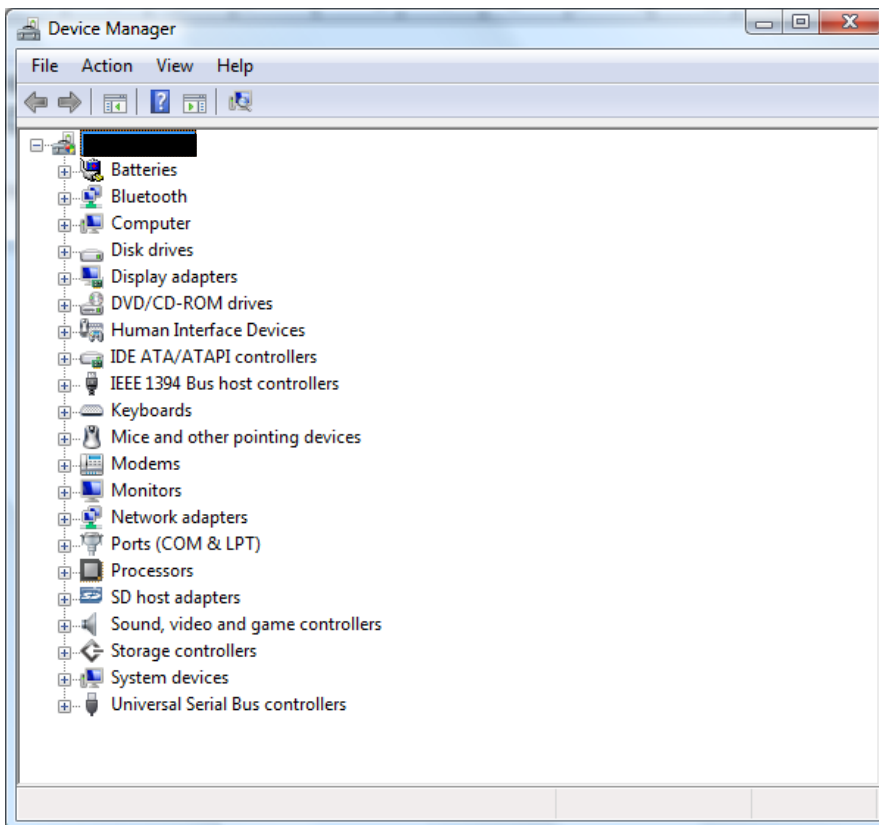 Device Manager
File Action View Help
Batteries
Bluetooth
Computer
Disk drives
Display adapters
DVD/CD-ROM drives
Human Interface Devices
IDE ATA/ATAPI controllers
IEEE 1394 Bus host controllers
Keyboards
Mice and other pointing devices
Modems
Monitors
Network adapters
Ports (COM & LPT)
Processors
SD host adapters
Sound, video and game controllers
Storage controllers
System devices
Universal Serial Bus controllers